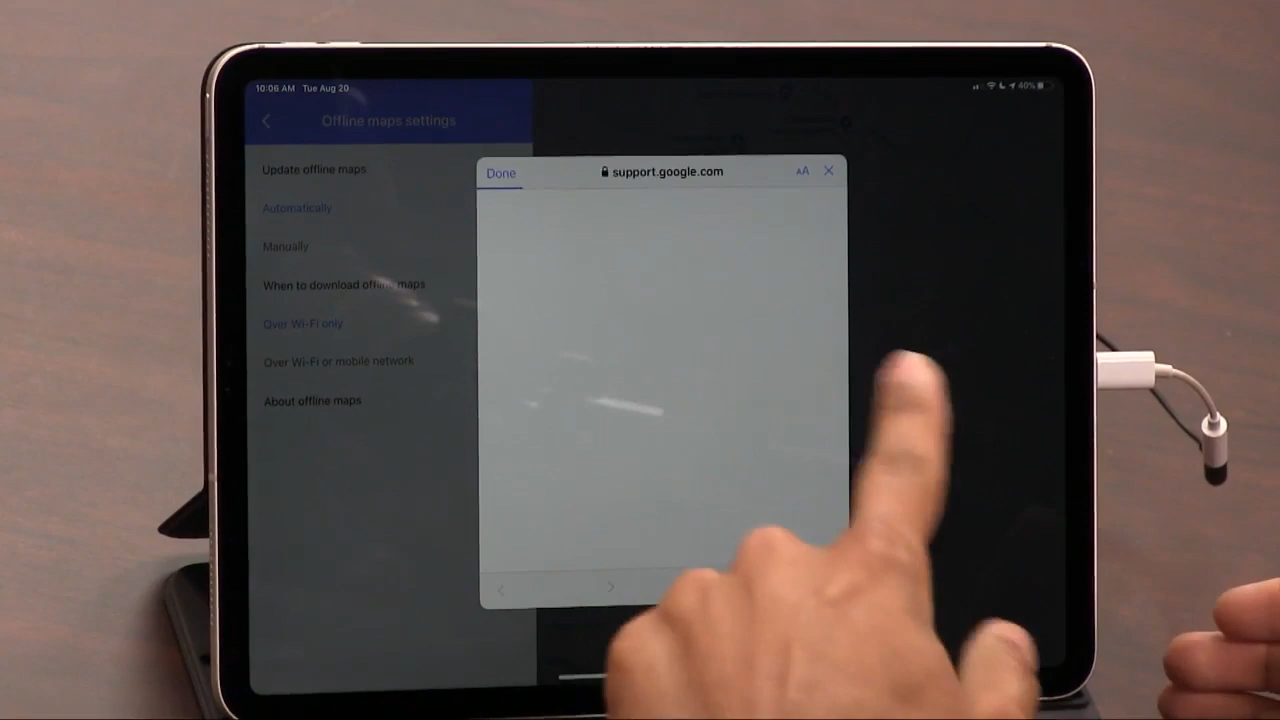 10:06 AM Tue Aug 20
40%
Offline maps settings
Update offline maps
Automatically
Manually
When to download offline maps
Over Wi-Fi only
Over Wi-Fi or mobile network
About offline maps
Done
support.google.com
AA